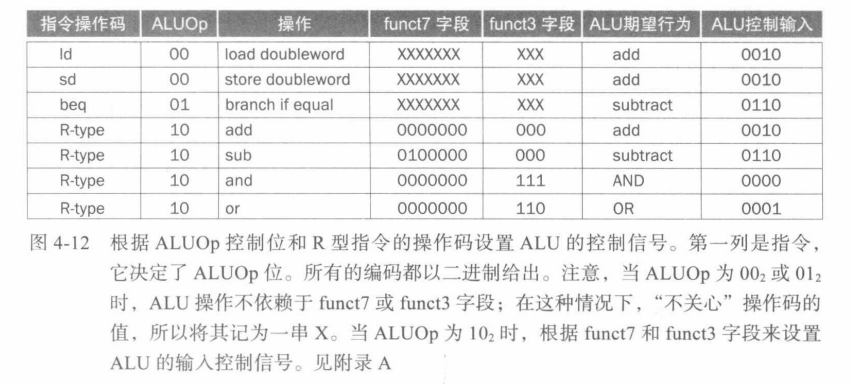 指令操作码 ALUOp 操作 funct7 字段 funct3 字段 ALU期望行为 ALU控制输入
ld 00 load doubleword XXXXXXX XXX add 0010
sd 00 store doubleword XXXXXXX XXX add 0010
beq 01 branch if equal XXXXXXX XXX subtract 0110
R-type 10 add 0000000 000 add 0010
R-type 10 sub 0100000 000 subtract 0110
R-type 10 and 0000000 111 AND 0000
R-type 10 or 0000000 110 OR 0001
图 4-12 根据 ALUOp 控制位和 R 型指令的操作码设置 ALU 的控制信号。第一列是指令，
它决定了 ALUOp 位。所有的编码都以二进制给出。注意，当 ALUOp 为 00₂ 或 01₂
时，ALU 操作不依赖于 funct7 或 funct3 字段；在这种情况下，“不关心”操作码的
值，所以将其记为一串 X。当 ALUOp 为 10₂ 时，根据 funct7 和 funct3 字段来设置
ALU 的输入控制信号。见附录 A